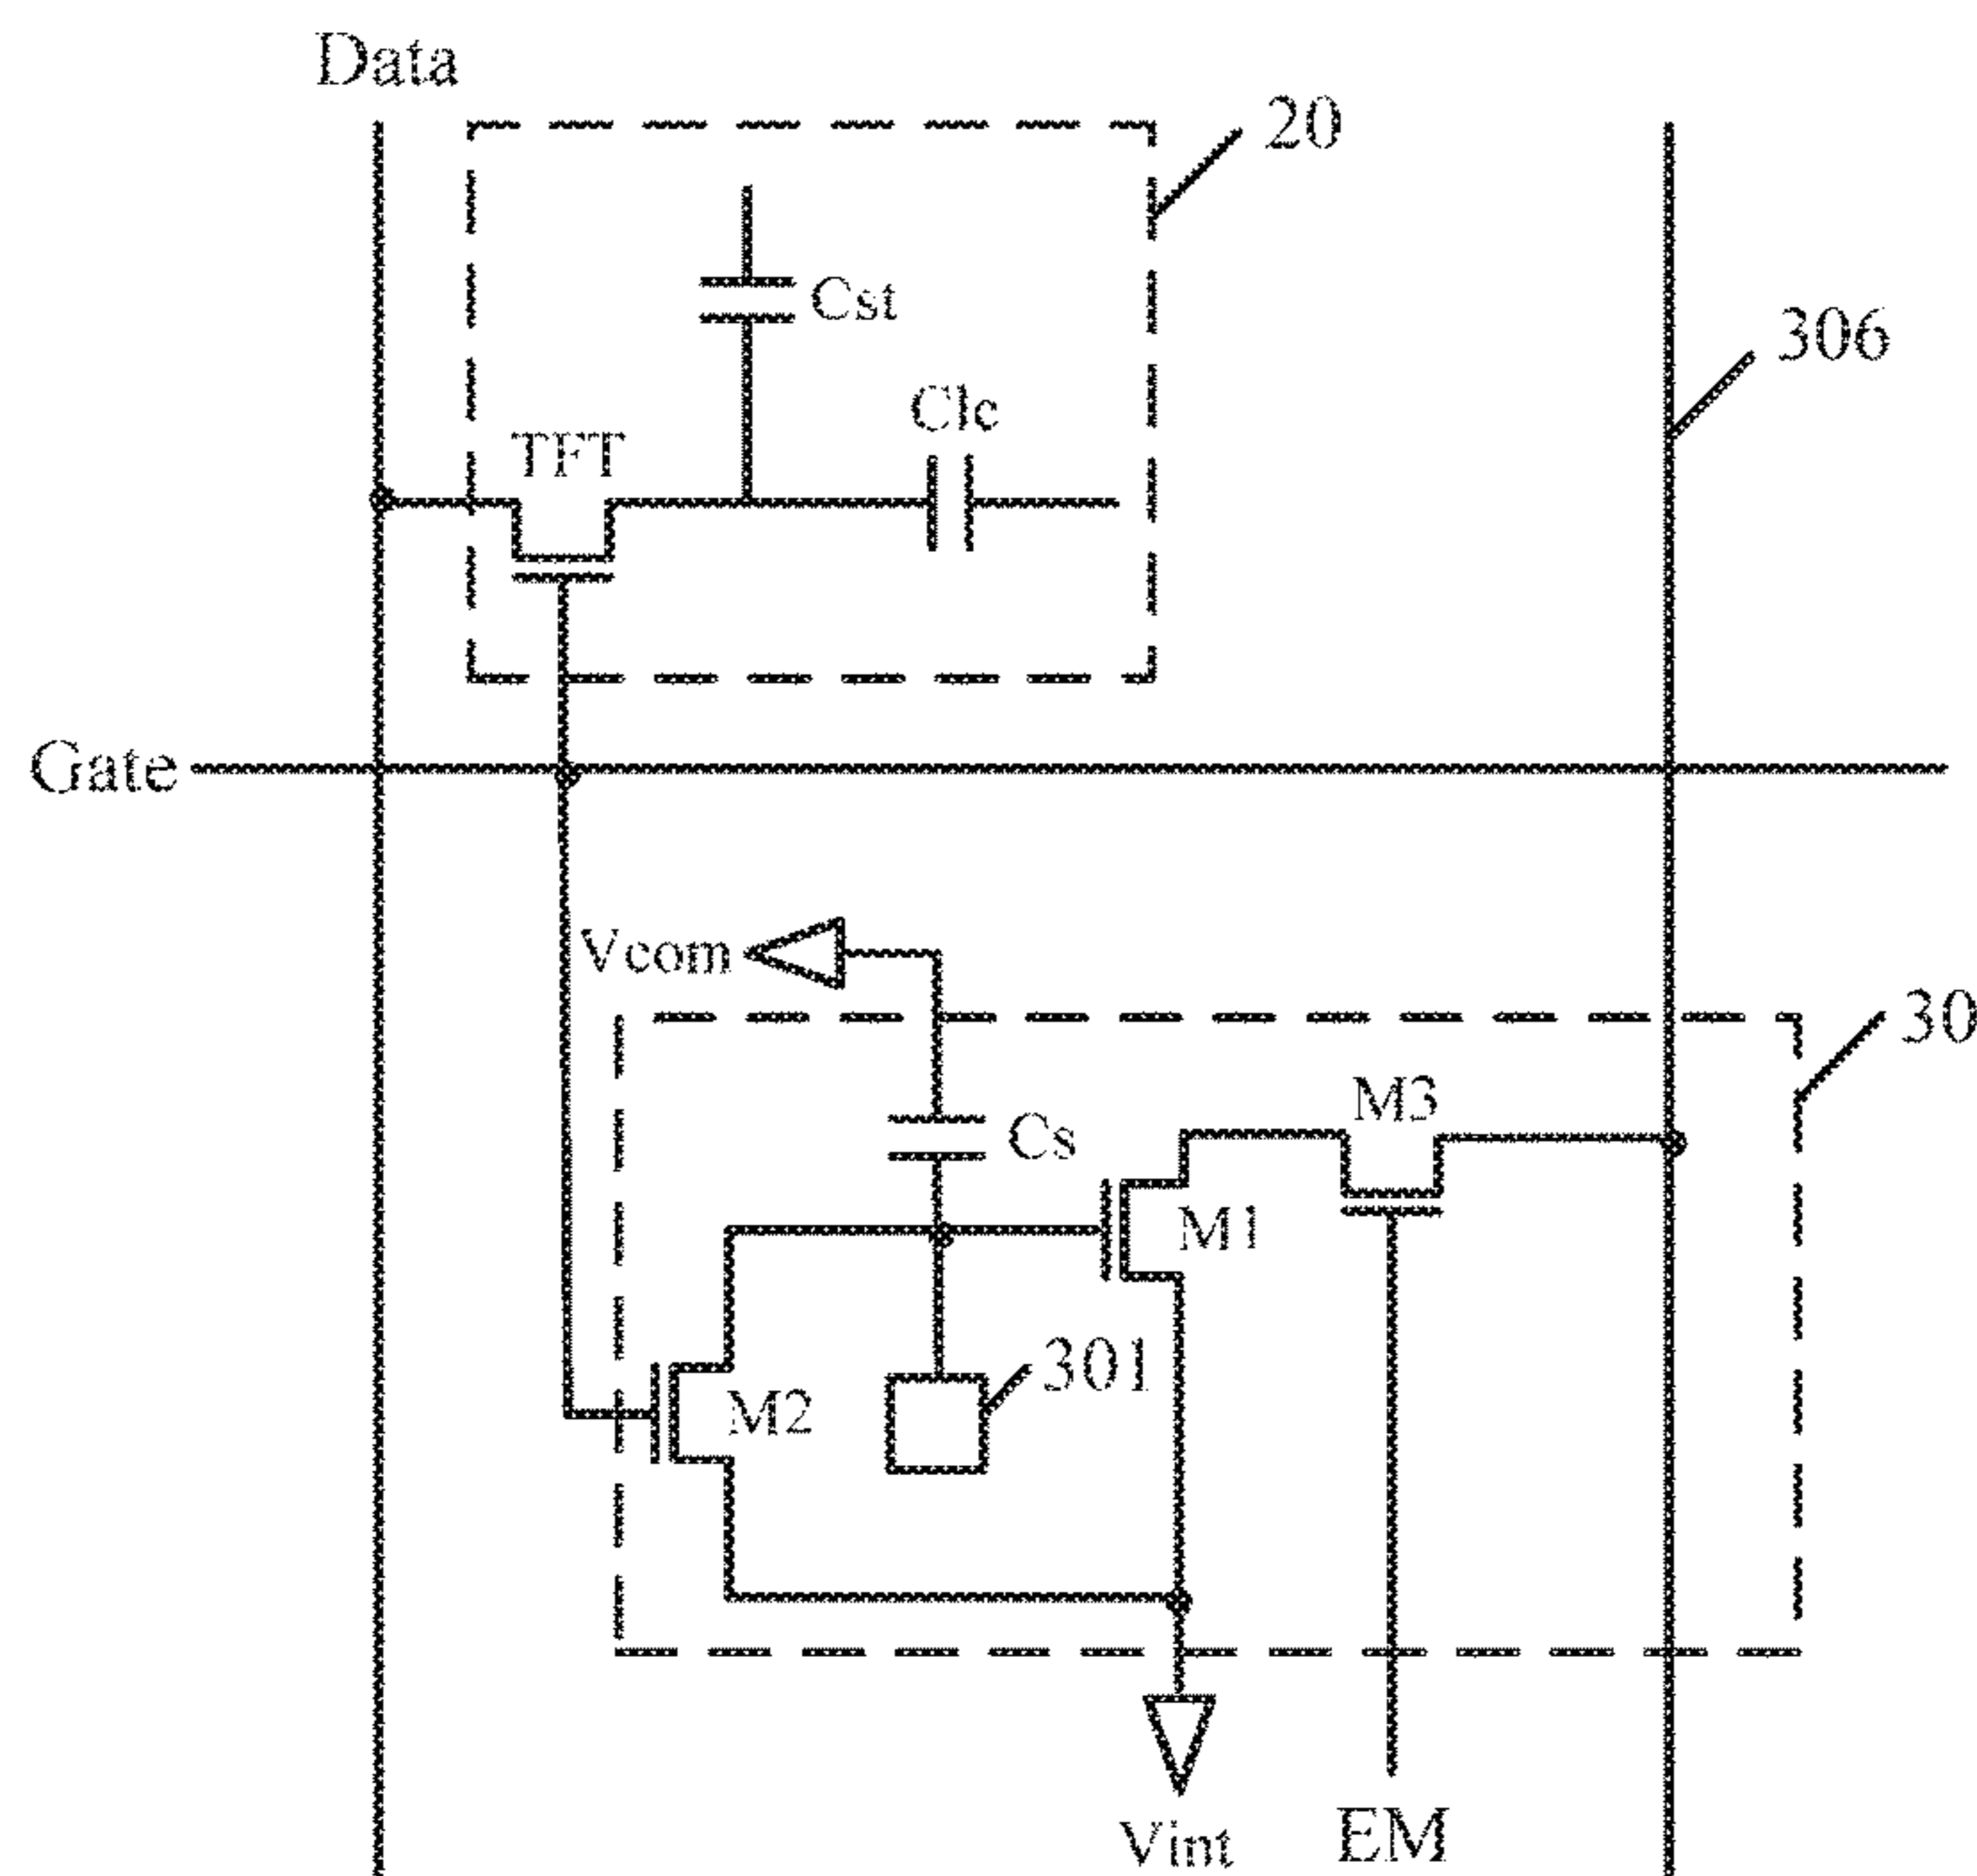 Data
20
Cst
306
Clc
TFT
Gate
Vcom
30
M3
Cs
M1
301
M2
Vint
EM